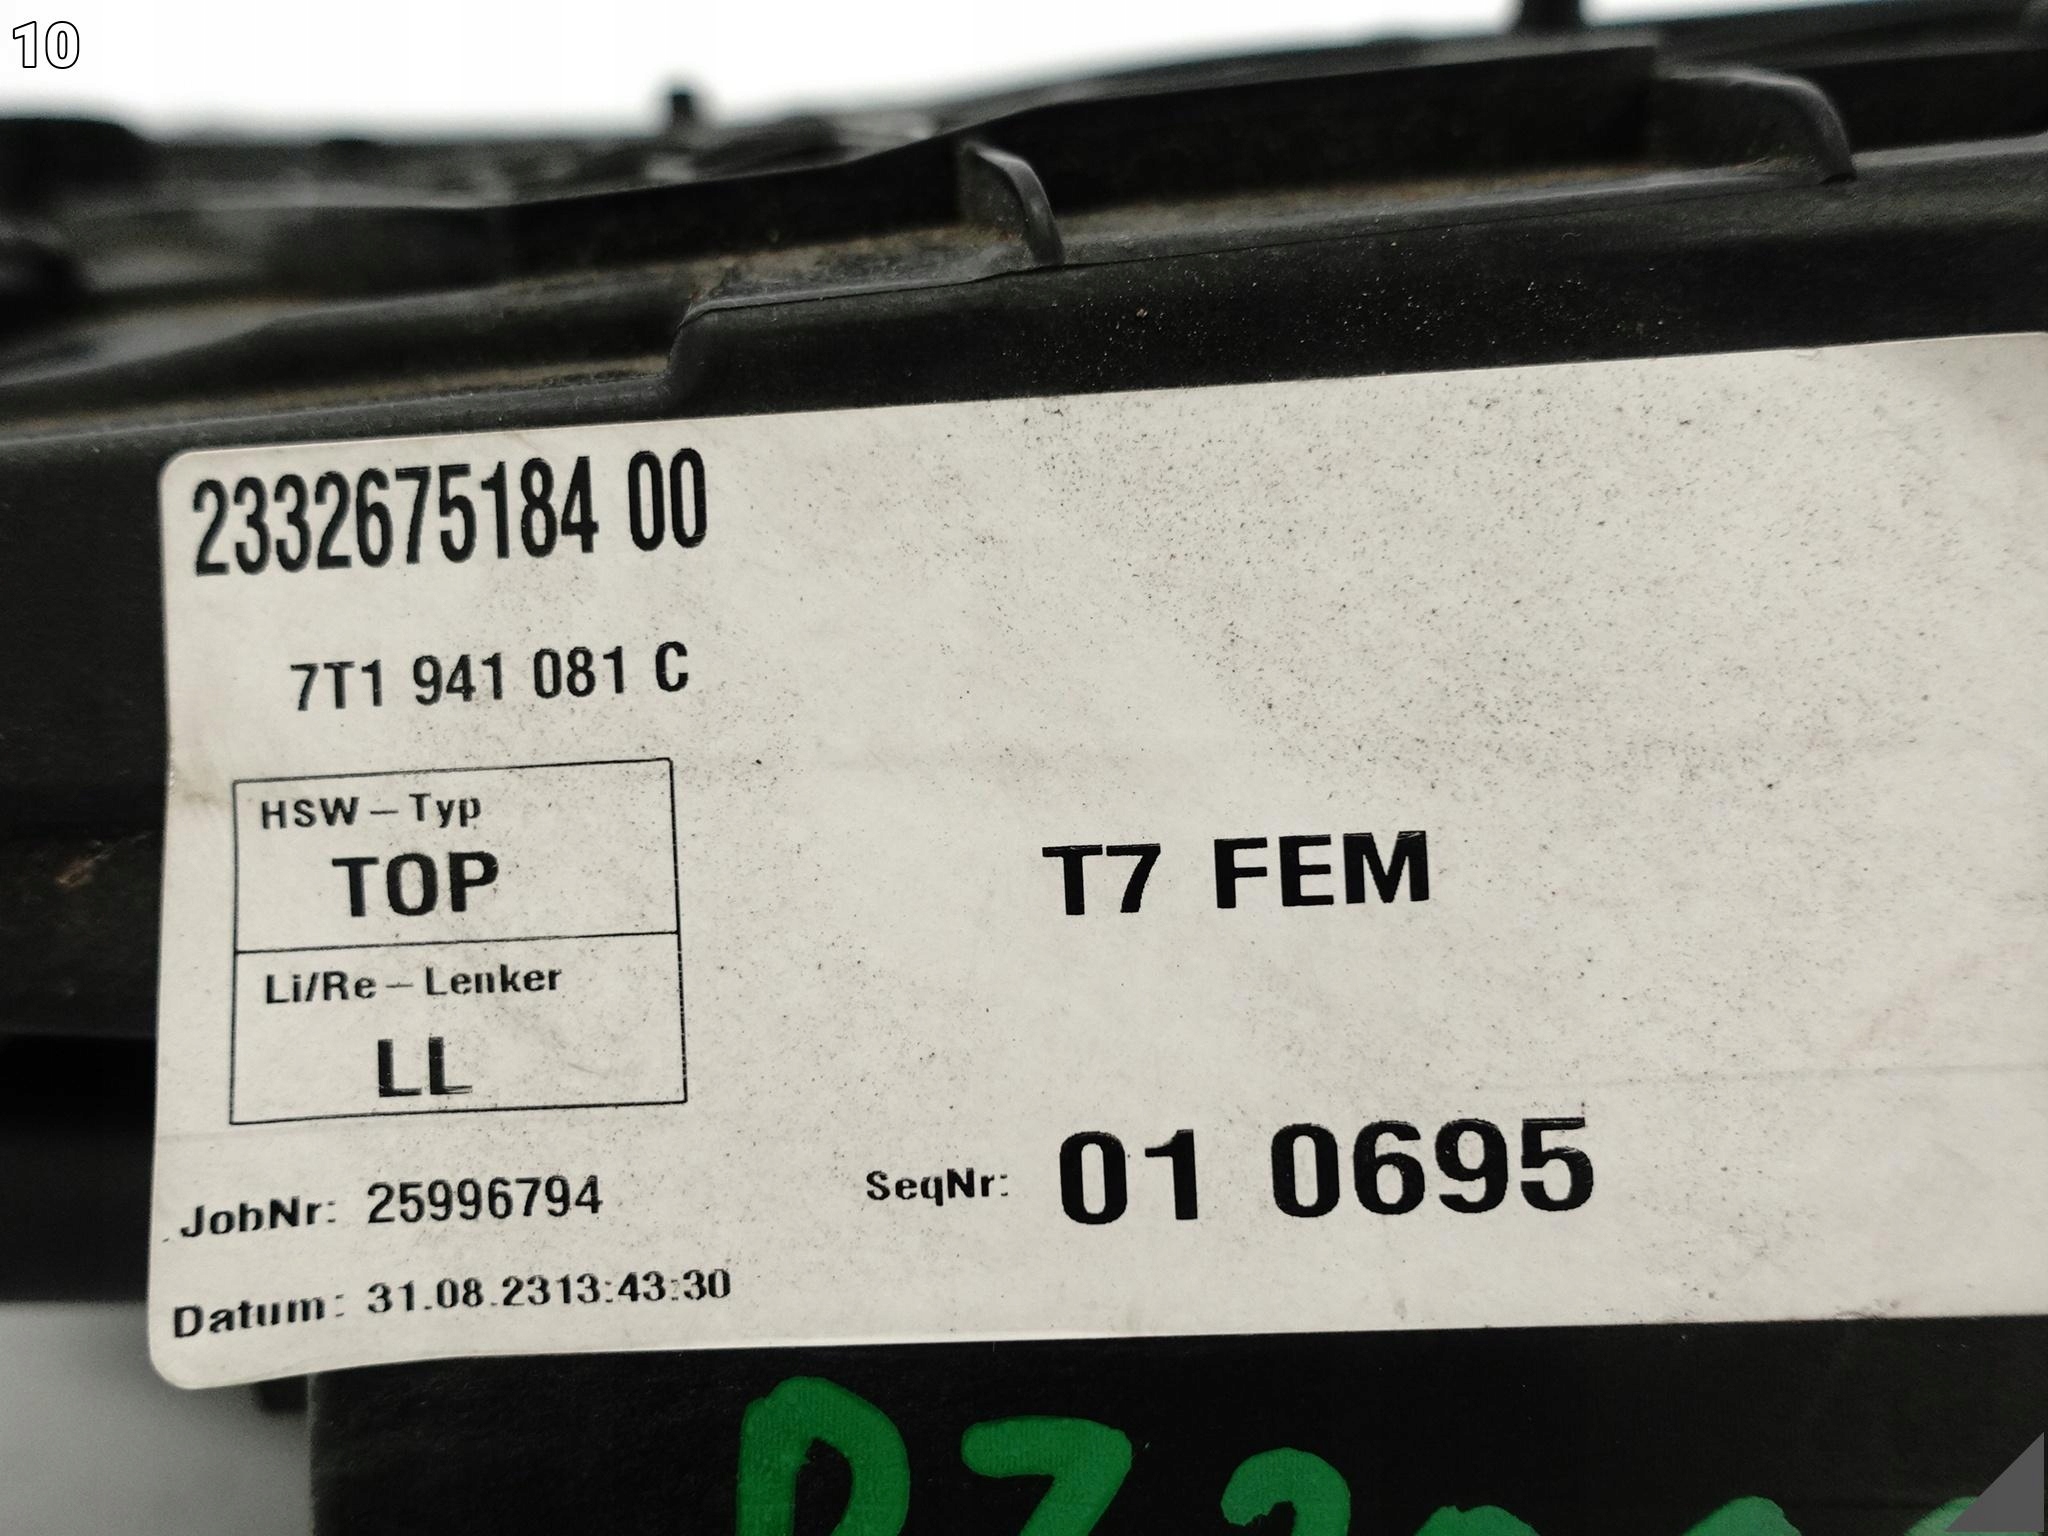 10
2332675184 00
7T1 941 081 C
HSW – Typ
TOP
T7 FEM
Li/Re – Lenker
LL
JobNr: 25996794
SeqNr: 01 0695
Datum: 31.08.2313:43:30